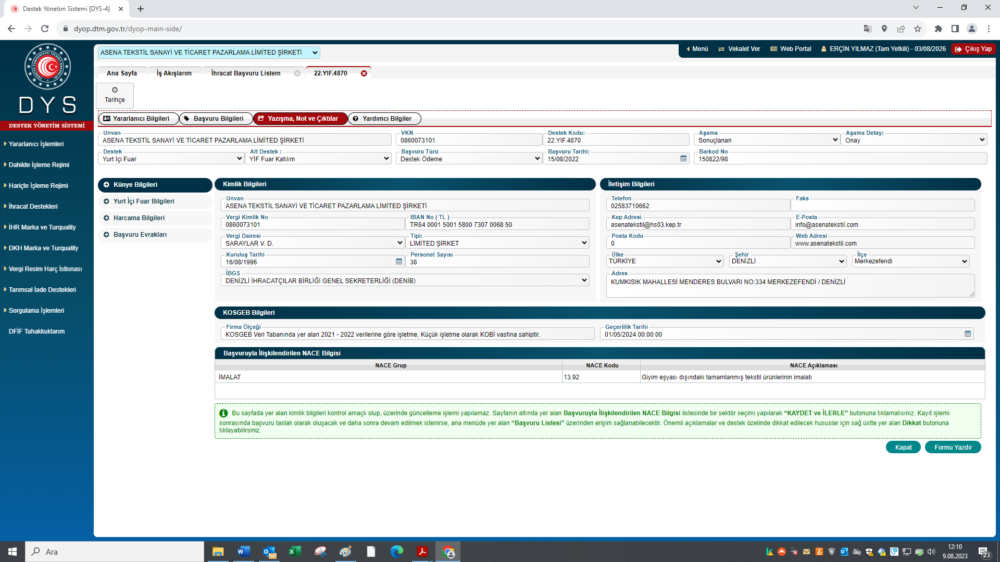 Destek Yönetim Sistemi [DYS-4]
dyop.dtm.gov.tr/dyop-main-side/
ASENA TEKSTİL SANAYİ VE TİCARET PAZARLAMA LİMİTED ŞİRKETİ
Menü Vekalet Ver Web Portal ERÇİN YILMAZ (Tam Yetkili) - 03/08/2026 Çıkış Yap
Ana Sayfa İş Akışlarım İhracat Başvuru Listem 22.YIF.4870
Tarihçe
DYS
DESTEK YÖNETİM SİSTEMİ
Yararlanıcı İşlemleri
Dahilde İşleme Rejimi
Hariçte İşleme Rejimi
İhracat Destekleri
İHR Marka ve Turquality
DKH Marka ve Turquality
Vergi Resim Harç İstisnası
Tarımsal İade Destekleri
Sorgulama İşlemleri
DFİF Tahakkuklarım
Yararlanıcı Bilgileri Başvuru Bilgileri Yazışma, Not ve Çıktılar Yardımcı Bilgiler
Unvan VKN Destek Kodu: Aşama Aşama Detay:
ASENA TEKSTİL SANAYİ VE TİCARET PAZARLAMA LİMİTED ŞİRKETİ 0860073101 22.YIF.4870 Sonuçlanan Onay
Destek Alt Destek : Başvuru Türü Başvuru Tarihi: Barkod No
Yurt İçi Fuar YİF Fuar Katılım Destek Ödeme 15/08/2022 150822/98
Künye Bilgileri
Yurt İçi Fuar Bilgileri
Harcama Bilgileri
Başvuru Evrakları
Kimlik Bilgileri
Unvan
ASENA TEKSTİL SANAYİ VE TİCARET PAZARLAMA LİMİTED ŞİRKETİ
Vergi Kimlik No IBAN No ( TL )
0860073101 TR64 0001 5001 5800 7307 0068 50
Vergi Dairesi Tipi:
SARAYLAR V. D. LİMİTED ŞİRKET
Kuruluş Tarihi Personel Sayısı
16/08/1996 38
İBGS
DENİZLİ İHRACATÇILAR BİRLİĞİ GENEL SEKRETERLİĞİ (DENİB)
İletişim Bilgileri
Telefon Faks
02583710662
Kep Adresi E-Posta
asenatekstil@hs03.kep.tr info@asenatekstil.com
Posta Kodu Web Adresi
0 www.asenatekstil.com
Ülke Şehir İlçe
TÜRKİYE DENİZLİ Merkezefendi
Adres
KUMKISIK MAHALLESİ MENDERES BULVARI NO:334 MERKEZEFENDİ / DENİZLİ
KOSGEB Bilgileri
Firma Ölçeği Geçerlilik Tarihi
KOSGEB Veri Tabanında yer alan 2021 - 2022 verilerine göre işletme, Küçük işletme olarak KOBİ vasfına sahiptir. 01/05/2024 00:00:00
Başvuruyla İlişkilendirilen NACE Bilgisi
NACE Grup NACE Kodu NACE Açıklaması
İMALAT 13.92 Giyim eşyası dışındaki tamamlanmış tekstil ürünlerinin imalatı
Bu sayfada yer alan kimlik bilgileri kontrol amaçlı olup, üzerinde güncelleme işlemi yapılamaz. Sayfanın altında yer alan Başvuruyla İlişkilendirilen NACE Bilgisi listesinde bir sektör seçimi yapılarak “KAYDET ve İLERLE” butonuna tıklamalısınız. Kayıt işlemi
sonrasında başvuru taslak olarak oluşacak ve daha sonra devam edilmek istenirse, ana menüde yer alan “Başvuru Listesi” üzerinden erişim sağlanabilecektir. Önemli açıklamalar ve destek özelinde dikkat edilecek hususlar için sağ üstte yer alan Dikkat butonuna
tıklayabilirsiniz.
Kapat Formu Yazdır
Ara
12:10
9.08.2023
23